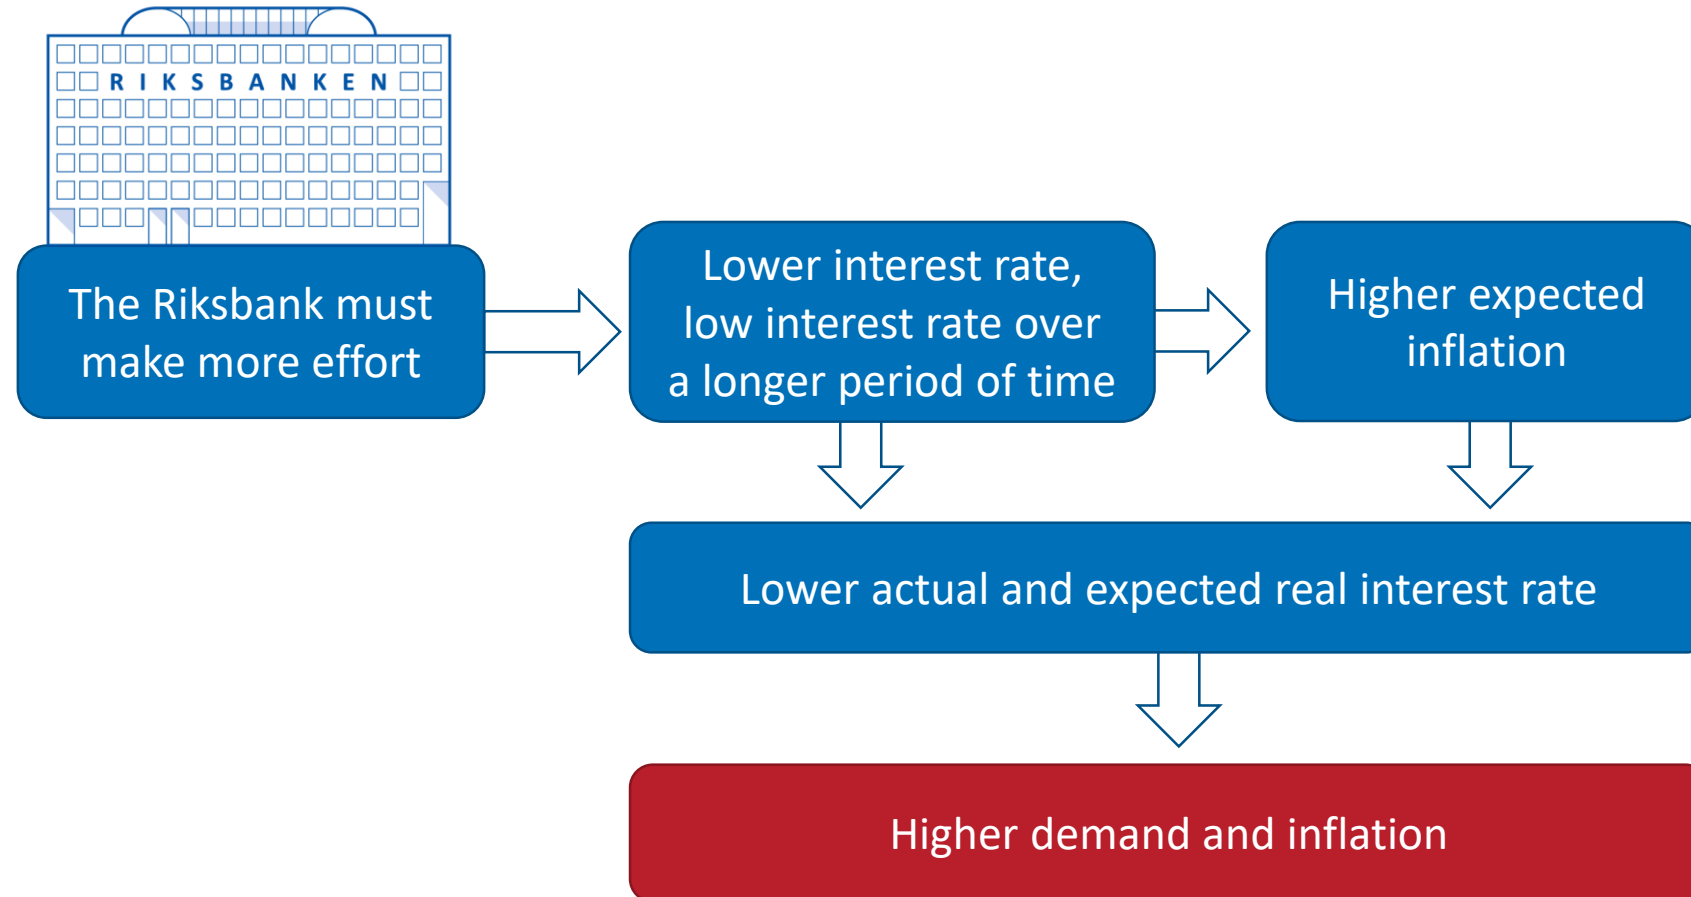 RIKSBANKEN
The Riksbank must
make more effort
Lower interest rate,
low interest rate over
a longer period of time
Higher expected
inflation
Lower actual and expected real interest rate
Higher demand and inflation